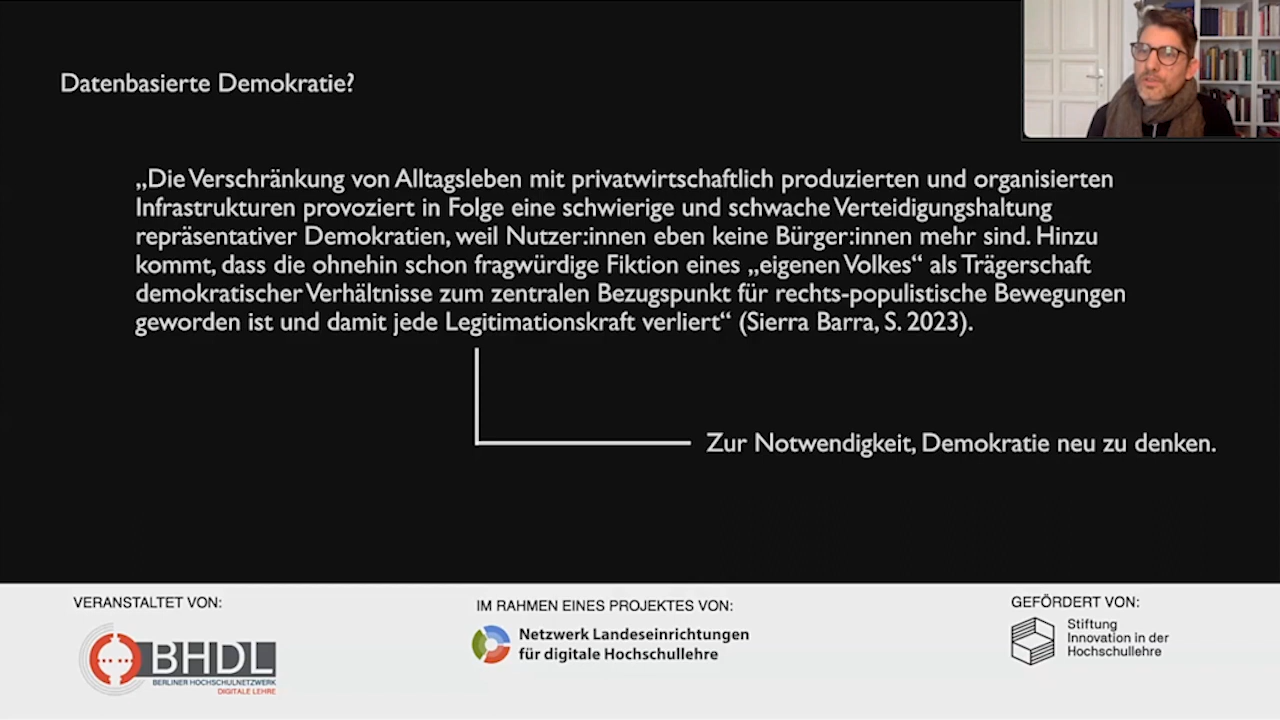 Datenbasierte Demokratie?
„Die Verschränkung von Alltagsleben mit privatwirtschaftlich produzierten und organisierten
Infrastrukturen provoziert in Folge eine schwierige und schwache Verteidigungshaltung
repräsentativer Demokratien, weil Nutzer:innen eben keine Bürger:innen mehr sind. Hinzu
kommt, dass die ohnehin schon fragwürdige Fiktion eines „eigenen Volkes“ als Trägerschaft
demokratischer Verhältnisse zum zentralen Bezugspunkt für rechts-populistische Bewegungen
geworden ist und damit jede Legitimationskraft verliert“ (Sierra Barra, S. 2023).
Zur Notwendigkeit, Demokratie neu zu denken.
VERANSTALTET VON:
BHDL
BERLINER HOCHSCHULNETZWERK
DIGITALE LEHRE
IM RAHMEN EINES PROJEKTES VON:
Netzwerk Landeseinrichtungen
für digitale Hochschullehre
GEFÖRDERT VON:
Stiftung
Innovation in der
Hochschullehre